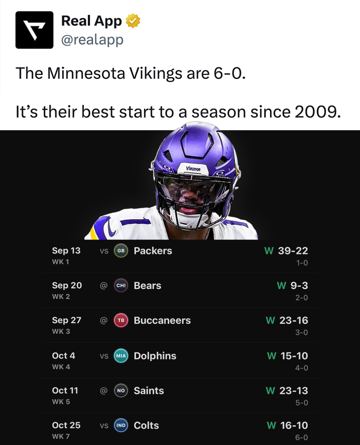 Real App
@realapp
The Minnesota Vikings are 6-0.
It's their best start to a season since 2009.
VIKINGS
Sep 13 vs GB Packers W 39-22
WK 1 1-0
Sep 20 @ CHI Bears W 9-3
WK 2 2-0
Sep 27 @ TB Buccaneers W 23-16
WK 3 3-0
Oct 4 vs MIA Dolphins W 15-10
WK 4 4-0
Oct 11 @ NO Saints W 23-13
WK 5 5-0
Oct 25 vs IND Colts W 16-10
WK 7 6-0